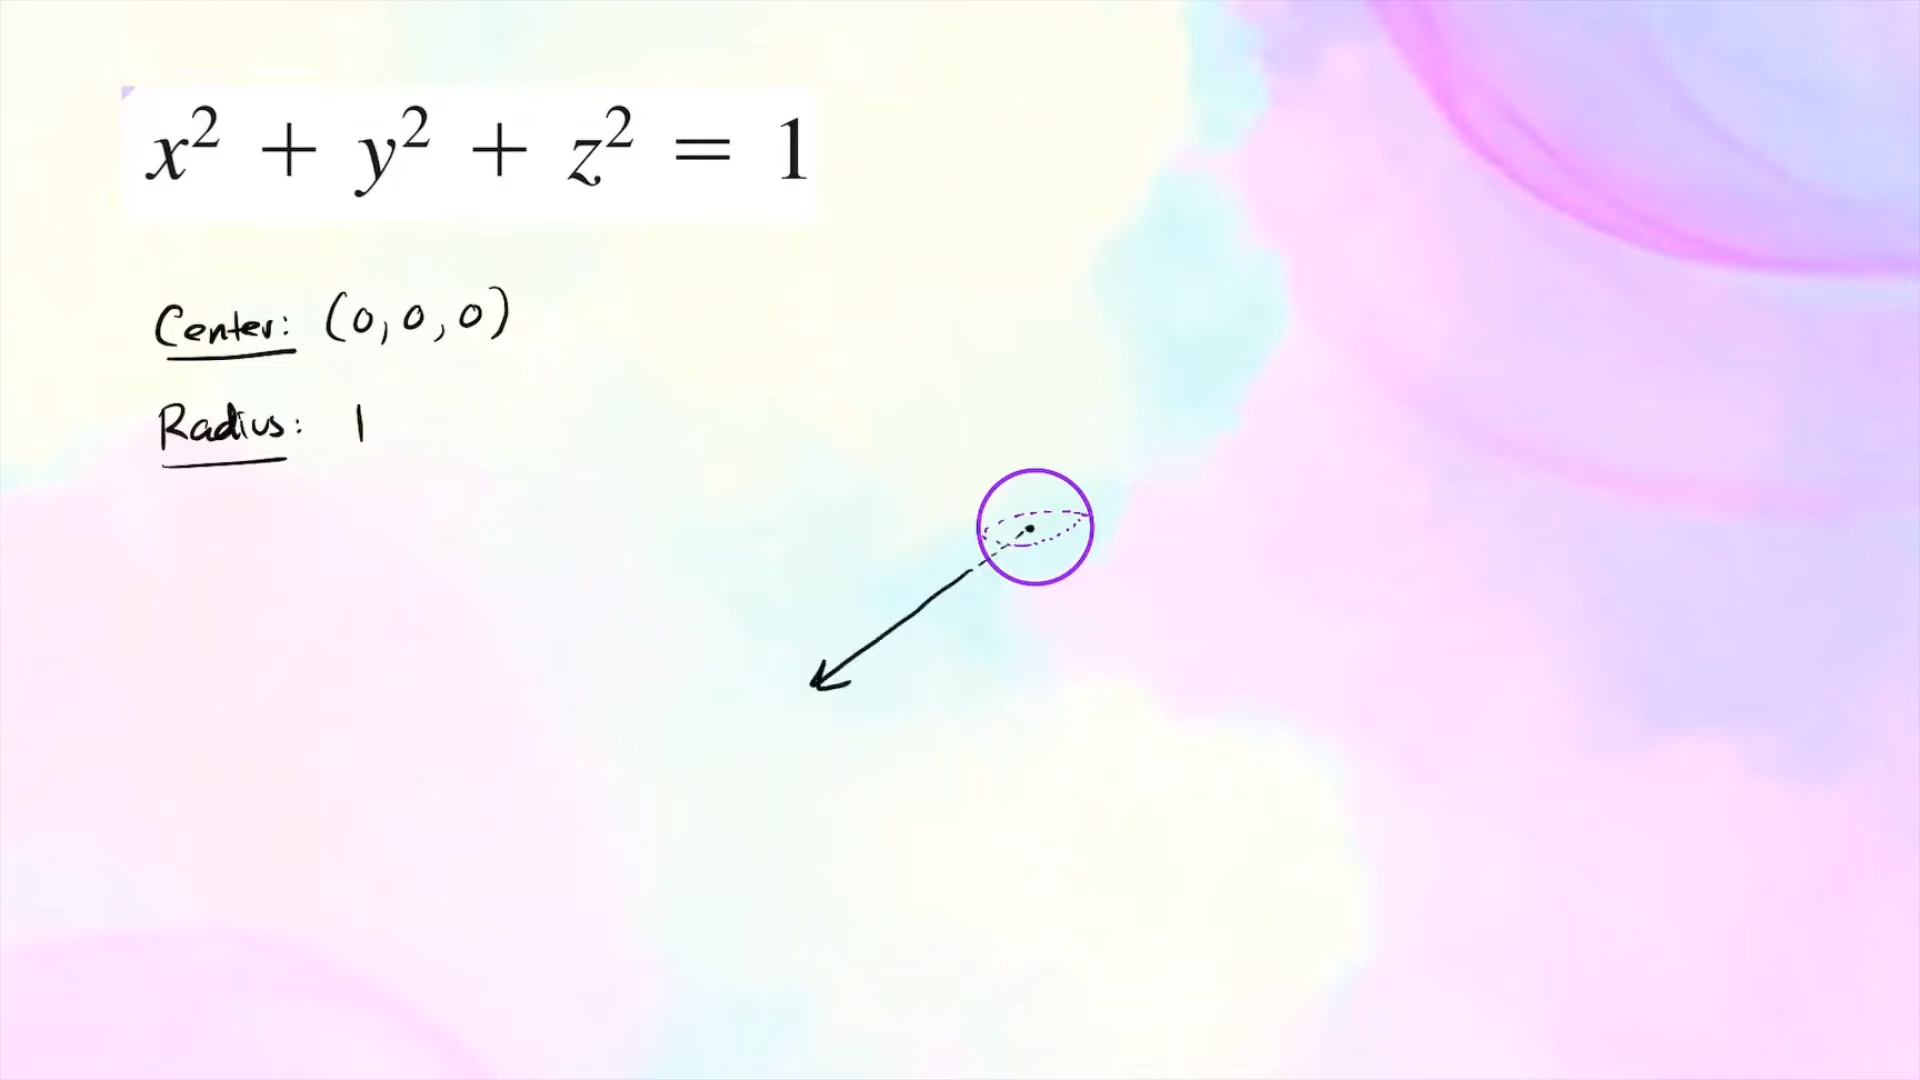 x² + y² + z² = 1
Center: (0, 0, 0)
Radius: 1